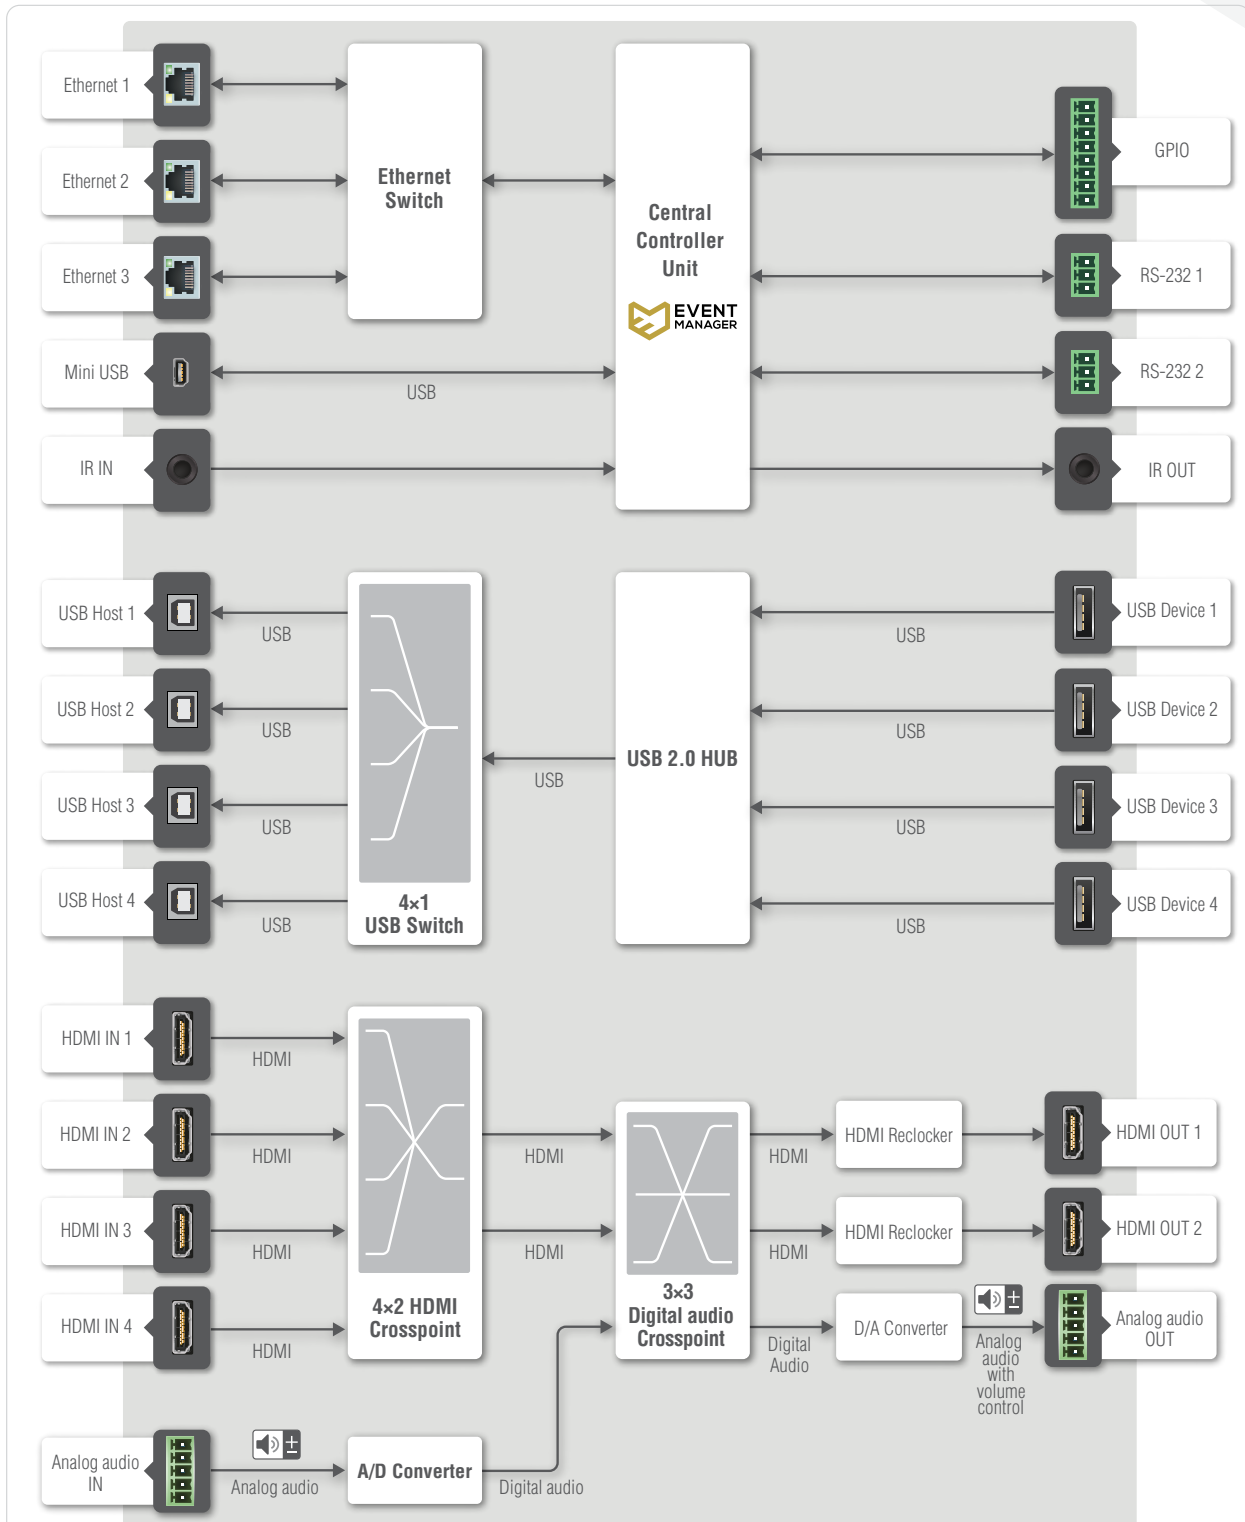 Ethernet 1
Ethernet 2
Ethernet 3
Mini USB
IR IN
Ethernet
Switch
USB
Central
Controller
Unit
EVENT
MANAGER
GPIO
RS-232 1
RS-232 2
IR OUT
USB Host 1
USB Host 2
USB Host 3
USB Host 4
USB
USB
USB
USB
4×1
USB Switch
USB
USB 2.0 HUB
USB
USB
USB
USB
USB Device 1
USB Device 2
USB Device 3
USB Device 4
HDMI IN 1
HDMI IN 2
HDMI IN 3
HDMI IN 4
HDMI
HDMI
HDMI
HDMI
4×2 HDMI
Crosspoint
HDMI
HDMI
3×3
Digital audio
Crosspoint
HDMI
HDMI
Digital
Audio
HDMI Reclocker
HDMI Reclocker
D/A Converter
Analog
audio
with
volume
control
HDMI OUT 1
HDMI OUT 2
Analog audio
OUT
Analog audio
IN
Analog audio
A/D Converter
Digital audio